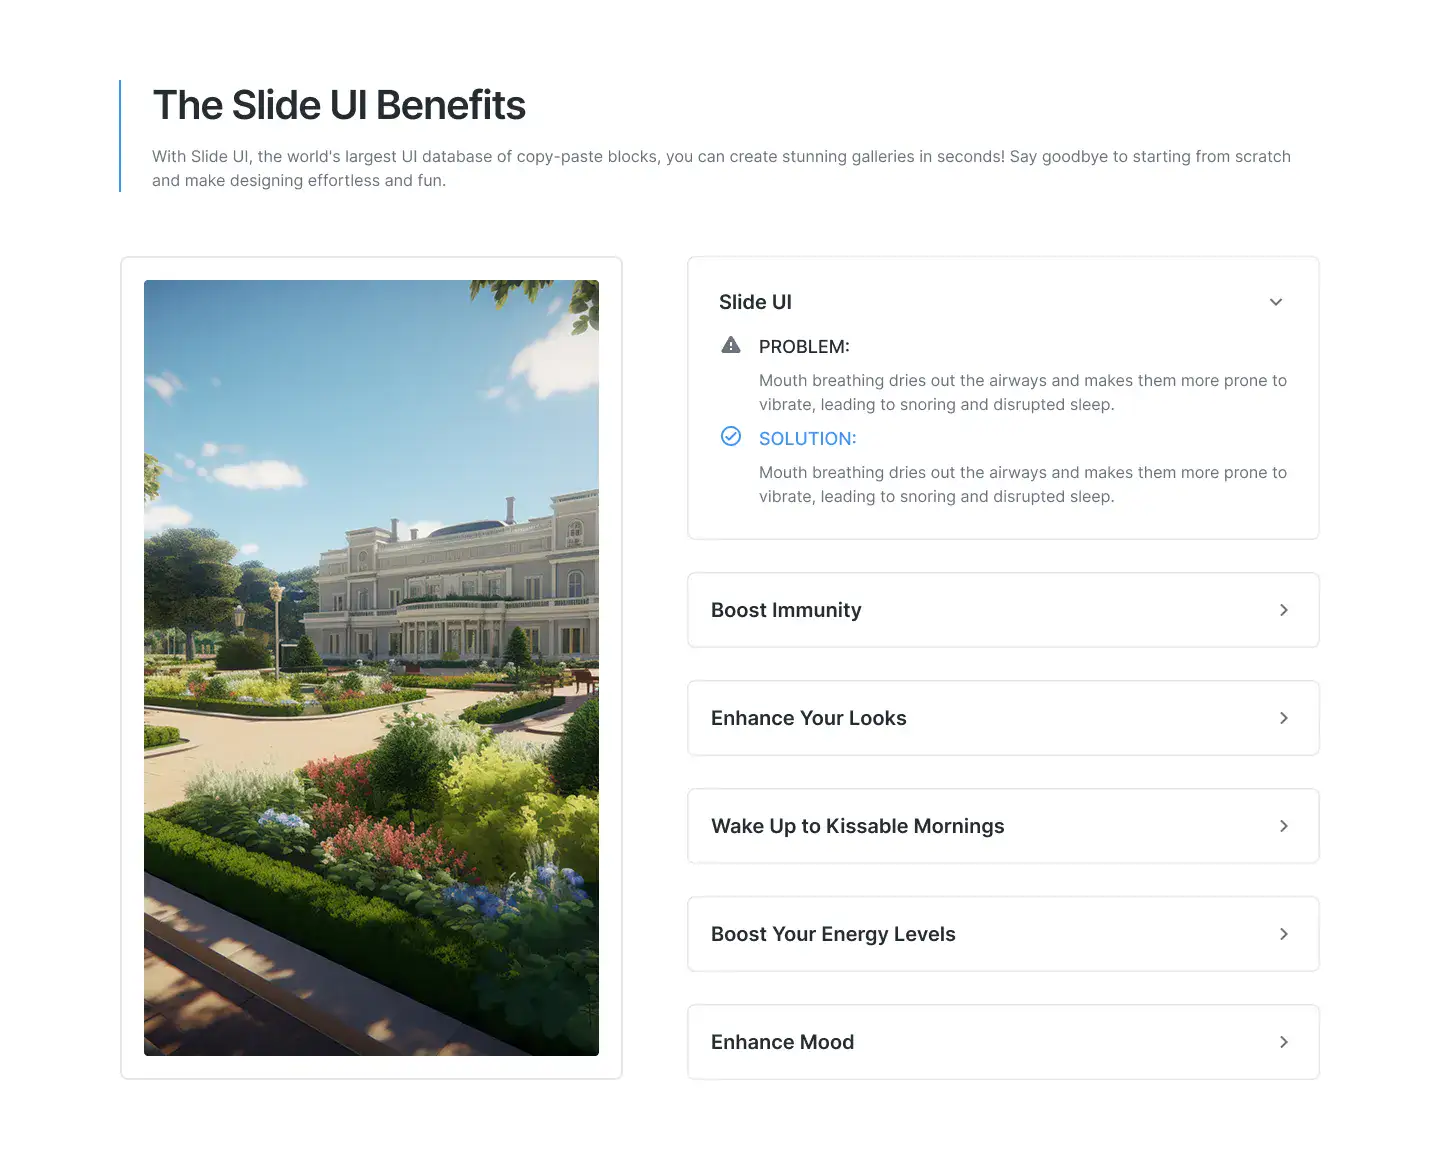 The Slide UI Benefits
With Slide UI, the world's largest UI database of copy-paste blocks, you can create stunning galleries in seconds! Say goodbye to starting from scratch
and make designing effortless and fun.
Slide UI
PROBLEM:
Mouth breathing dries out the airways and makes them more prone to
vibrate, leading to snoring and disrupted sleep.
SOLUTION:
Mouth breathing dries out the airways and makes them more prone to
vibrate, leading to snoring and disrupted sleep.
Boost Immunity
Enhance Your Looks
Wake Up to Kissable Mornings
Boost Your Energy Levels
Enhance Mood